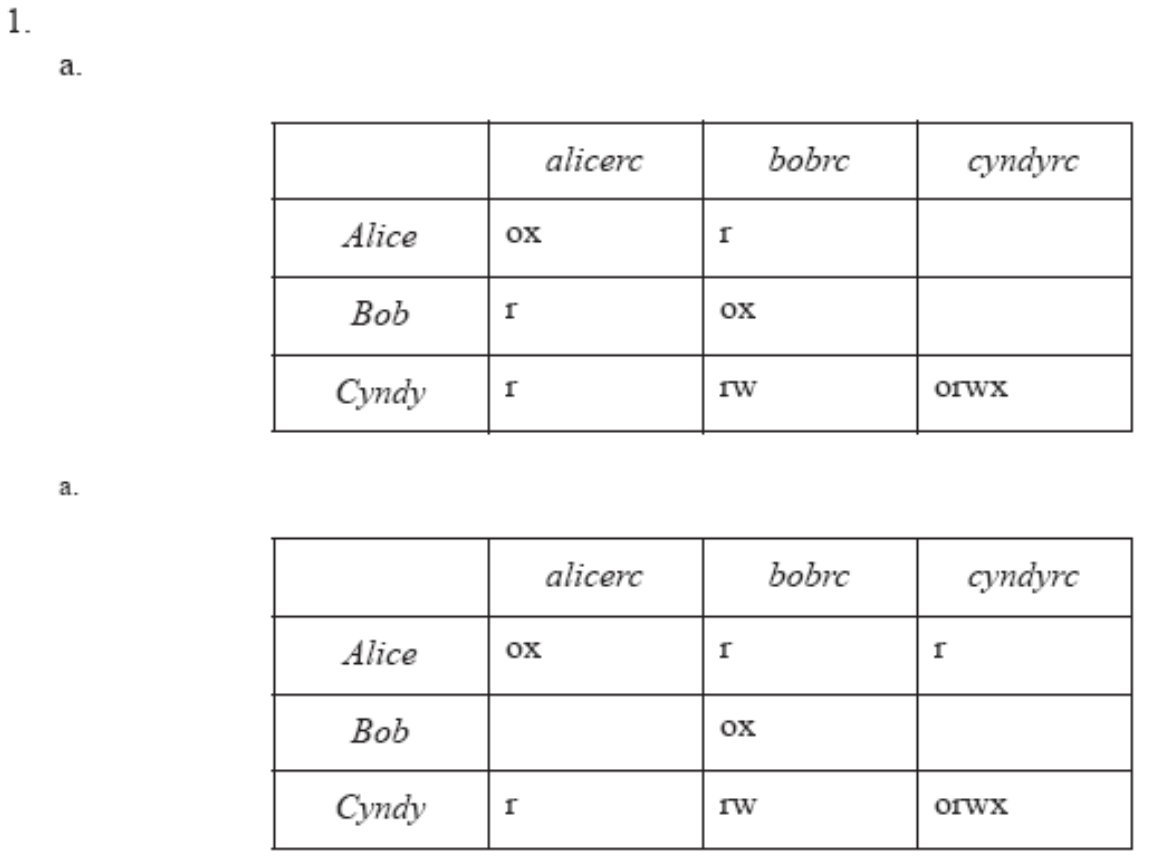 1.
a.
alicerc bobrc cyndyrc
Alice ox r
Bob r ox
Cyndy r rw orwx
a.
alicerc bobrc cyndyrc
Alice ox r r
Bob ox
Cyndy r rw orwx